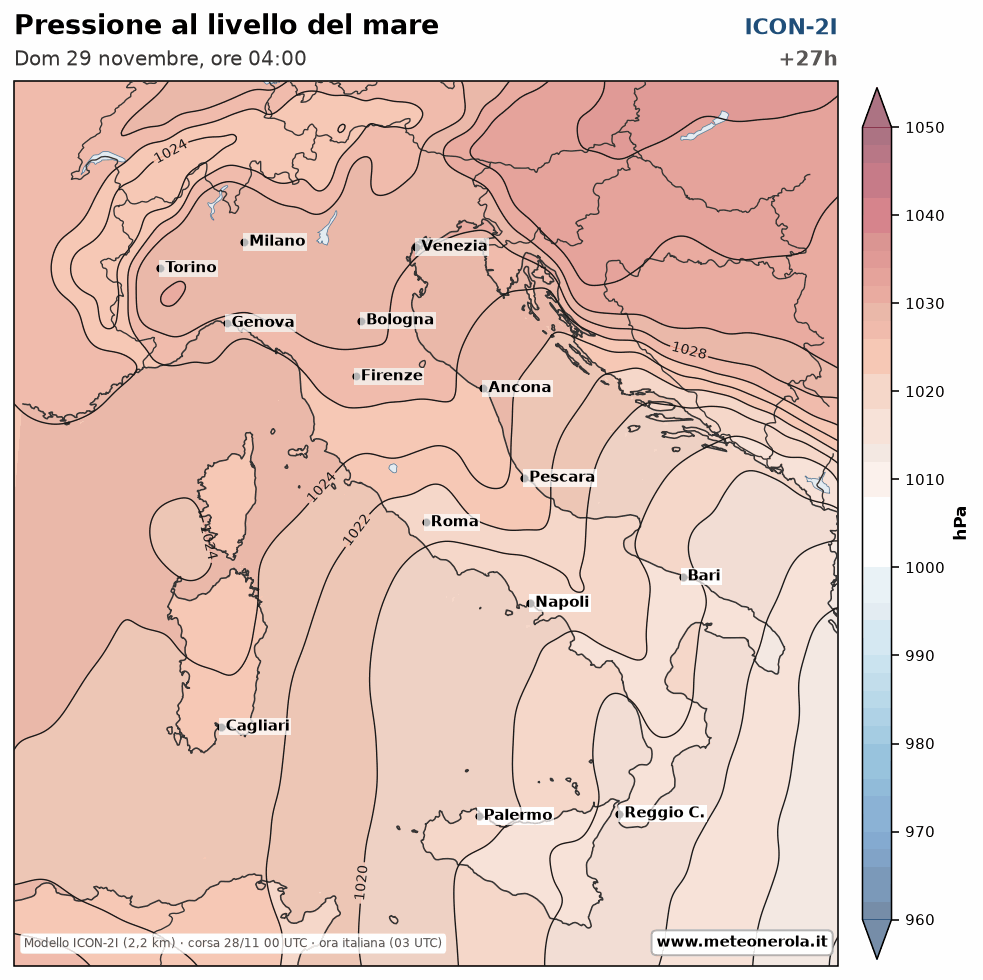 Pressione al livello del mare
ICON-2I
Dom 29 novembre, ore 04:00
+27h
1024
Milano
Venezia
Torino
Genova
Bologna
1028
Firenze
Ancona
Pescara
1024
1022
Roma
1024
Bari
Napoli
Cagliari
Palermo
Reggio C.
1020
Modello ICON-2I (2,2 km) · corsa 28/11 00 UTC · ora italiana (03 UTC)
www.meteonerola.it
1050
1040
1030
1020
1010
1000
990
980
970
960
hPa